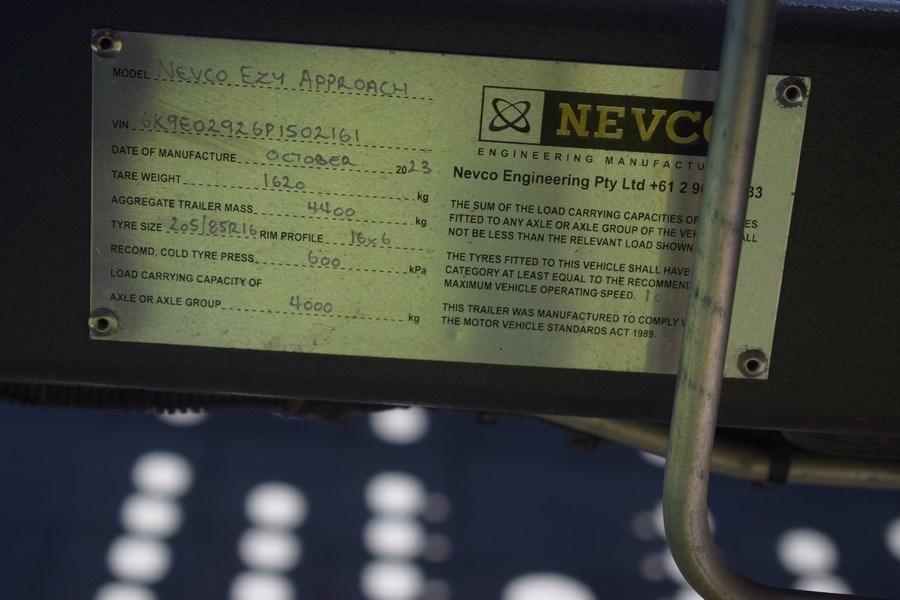 MODEL NEVCO EZY APPROACH
VIN 6K9E02926P1502161
DATE OF MANUFACTURE OCTOBER 2023
TARE WEIGHT 1620 kg
AGGREGATE TRAILER MASS 4400 kg
TYRE SIZE 205/85R16 RIM PROFILE 16x6
RECOMD. COLD TYRE PRESS. 600 kPa
LOAD CARRYING CAPACITY OF
AXLE OR AXLE GROUP 4000 kg
NEVCO
ENGINEERING MANUFACTU
Nevco Engineering Pty Ltd +61 2 9 33
THE SUM OF THE LOAD CARRYING CAPACITIES OF
FITTED TO ANY AXLE OR AXLE GROUP OF THE VEH
NOT BE LESS THAN THE RELEVANT LOAD SHOWN
THE TYRES FITTED TO THIS VEHICLE SHALL HAVE
CATEGORY AT LEAST EQUAL TO THE RECOMMEND
MAXIMUM VEHICLE OPERATING SPEED.
THIS TRAILER WAS MANUFACTURED TO COMPLY
THE MOTOR VEHICLE STANDARDS ACT 1989.